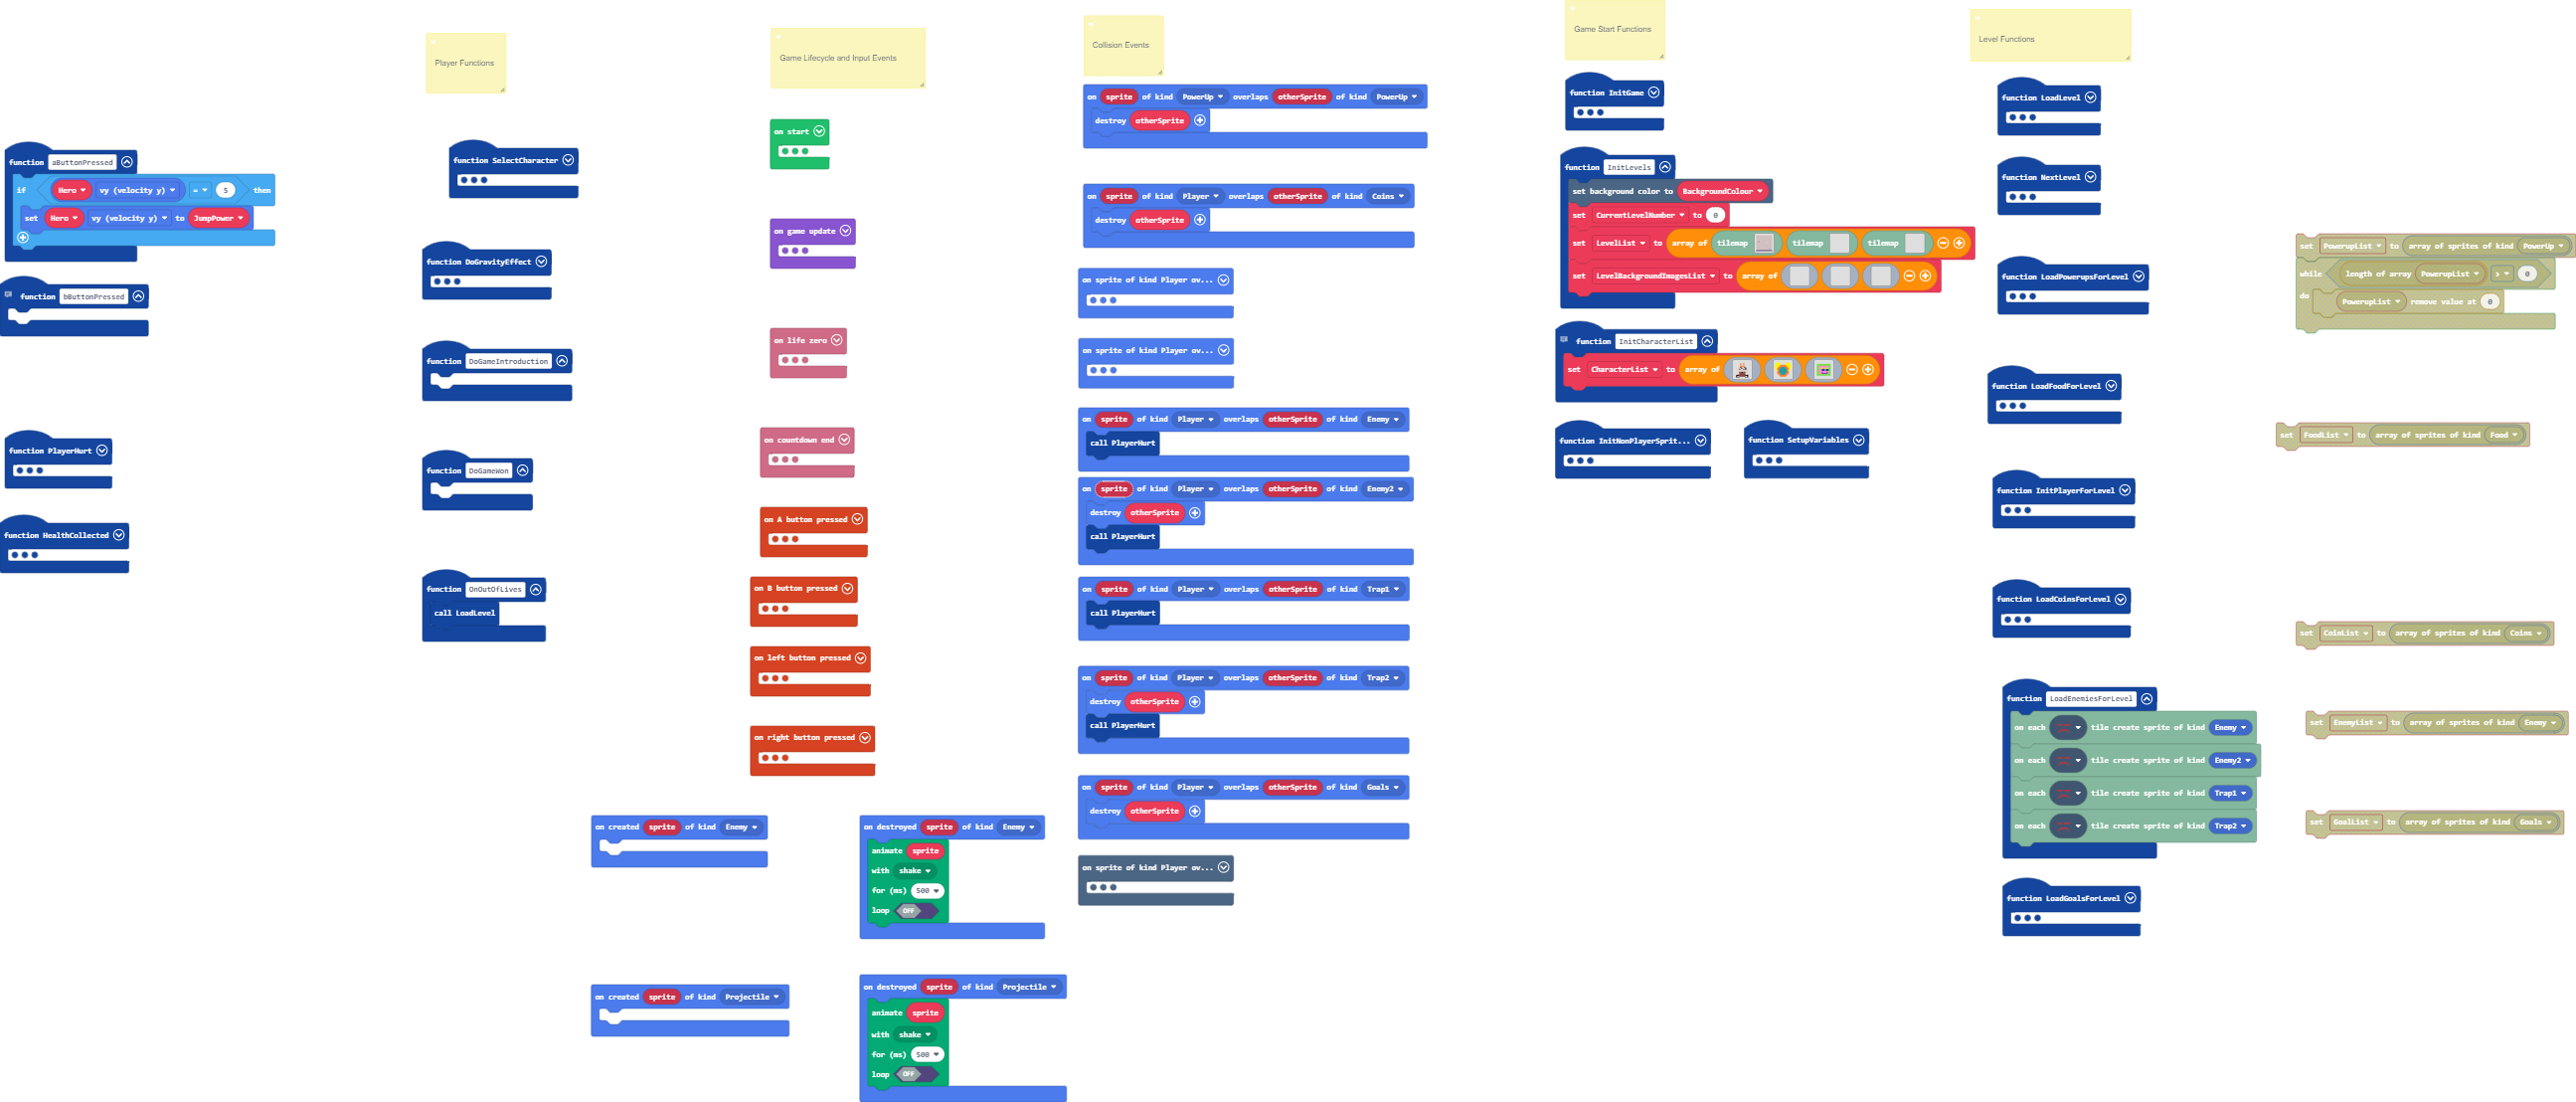 Player Functions
function aButtonPressed
if Hero vy (velocity y) = 5 then
set Hero vy (velocity y) to JumpPower
function bButtonPressed
function PlayerHurt
function HealthCollected
function SelectCharacter
function DoGravityEffect
function DoGameIntroduction
function DoGameWon
function OnOutOfLives
call LoadLevel
Game Lifecycle and Input Events
on start
on game update
on life zero
on countdown end
on A button pressed
on B button pressed
on left button pressed
on right button pressed
on created sprite of kind Enemy
on destroyed sprite of kind Enemy
animate sprite
with shake
for (ms) 500
loop OFF
on created sprite of kind Projectile
on destroyed sprite of kind Projectile
animate sprite
with shake
for (ms) 500
loop OFF
Collision Events
on sprite of kind PowerUp overlaps otherSprite of kind PowerUp
destroy otherSprite
on sprite of kind Player overlaps otherSprite of kind Coins
destroy otherSprite
on sprite of kind Player ov...
on sprite of kind Player ov...
on sprite of kind Player overlaps otherSprite of kind Enemy
call PlayerHurt
on sprite of kind Player overlaps otherSprite of kind Enemy2
destroy otherSprite
call PlayerHurt
on sprite of kind Player overlaps otherSprite of kind Trap1
call PlayerHurt
on sprite of kind Player overlaps otherSprite of kind Trap2
destroy otherSprite
call PlayerHurt
on sprite of kind Player overlaps otherSprite of kind Goals
destroy otherSprite
on sprite of kind Player ov...
Game Start Functions
function InitGame
function InitLevels
set background color to BackgroundColour
set CurrentLevelNumber to 0
set LevelList to array of tilemap tilemap tilemap
set LevelBackgroundImagesList to array of
function InitCharacterList
set CharacterList to array of
function InitNonPlayerSprit...
function SetupVariables
Level Functions
function LoadLevel
function NextLevel
function LoadPowerupsForLevel
function LoadFoodForLevel
function InitPlayerForLevel
function LoadCoinsForLevel
function LoadEnemiesForLevel
on each tile create sprite of kind Enemy
on each tile create sprite of kind Enemy2
on each tile create sprite of kind Trap1
on each tile create sprite of kind Trap2
function LoadGoalsForLevel
set PowerupList to array of sprites of kind PowerUp
while length of array PowerupList > 0
do PowerupList remove value at 0
set FoodList to array of sprites of kind Food
set CoinList to array of sprites of kind Coins
set EnemyList to array of sprites of kind Enemy
set GoalList to array of sprites of kind Goals